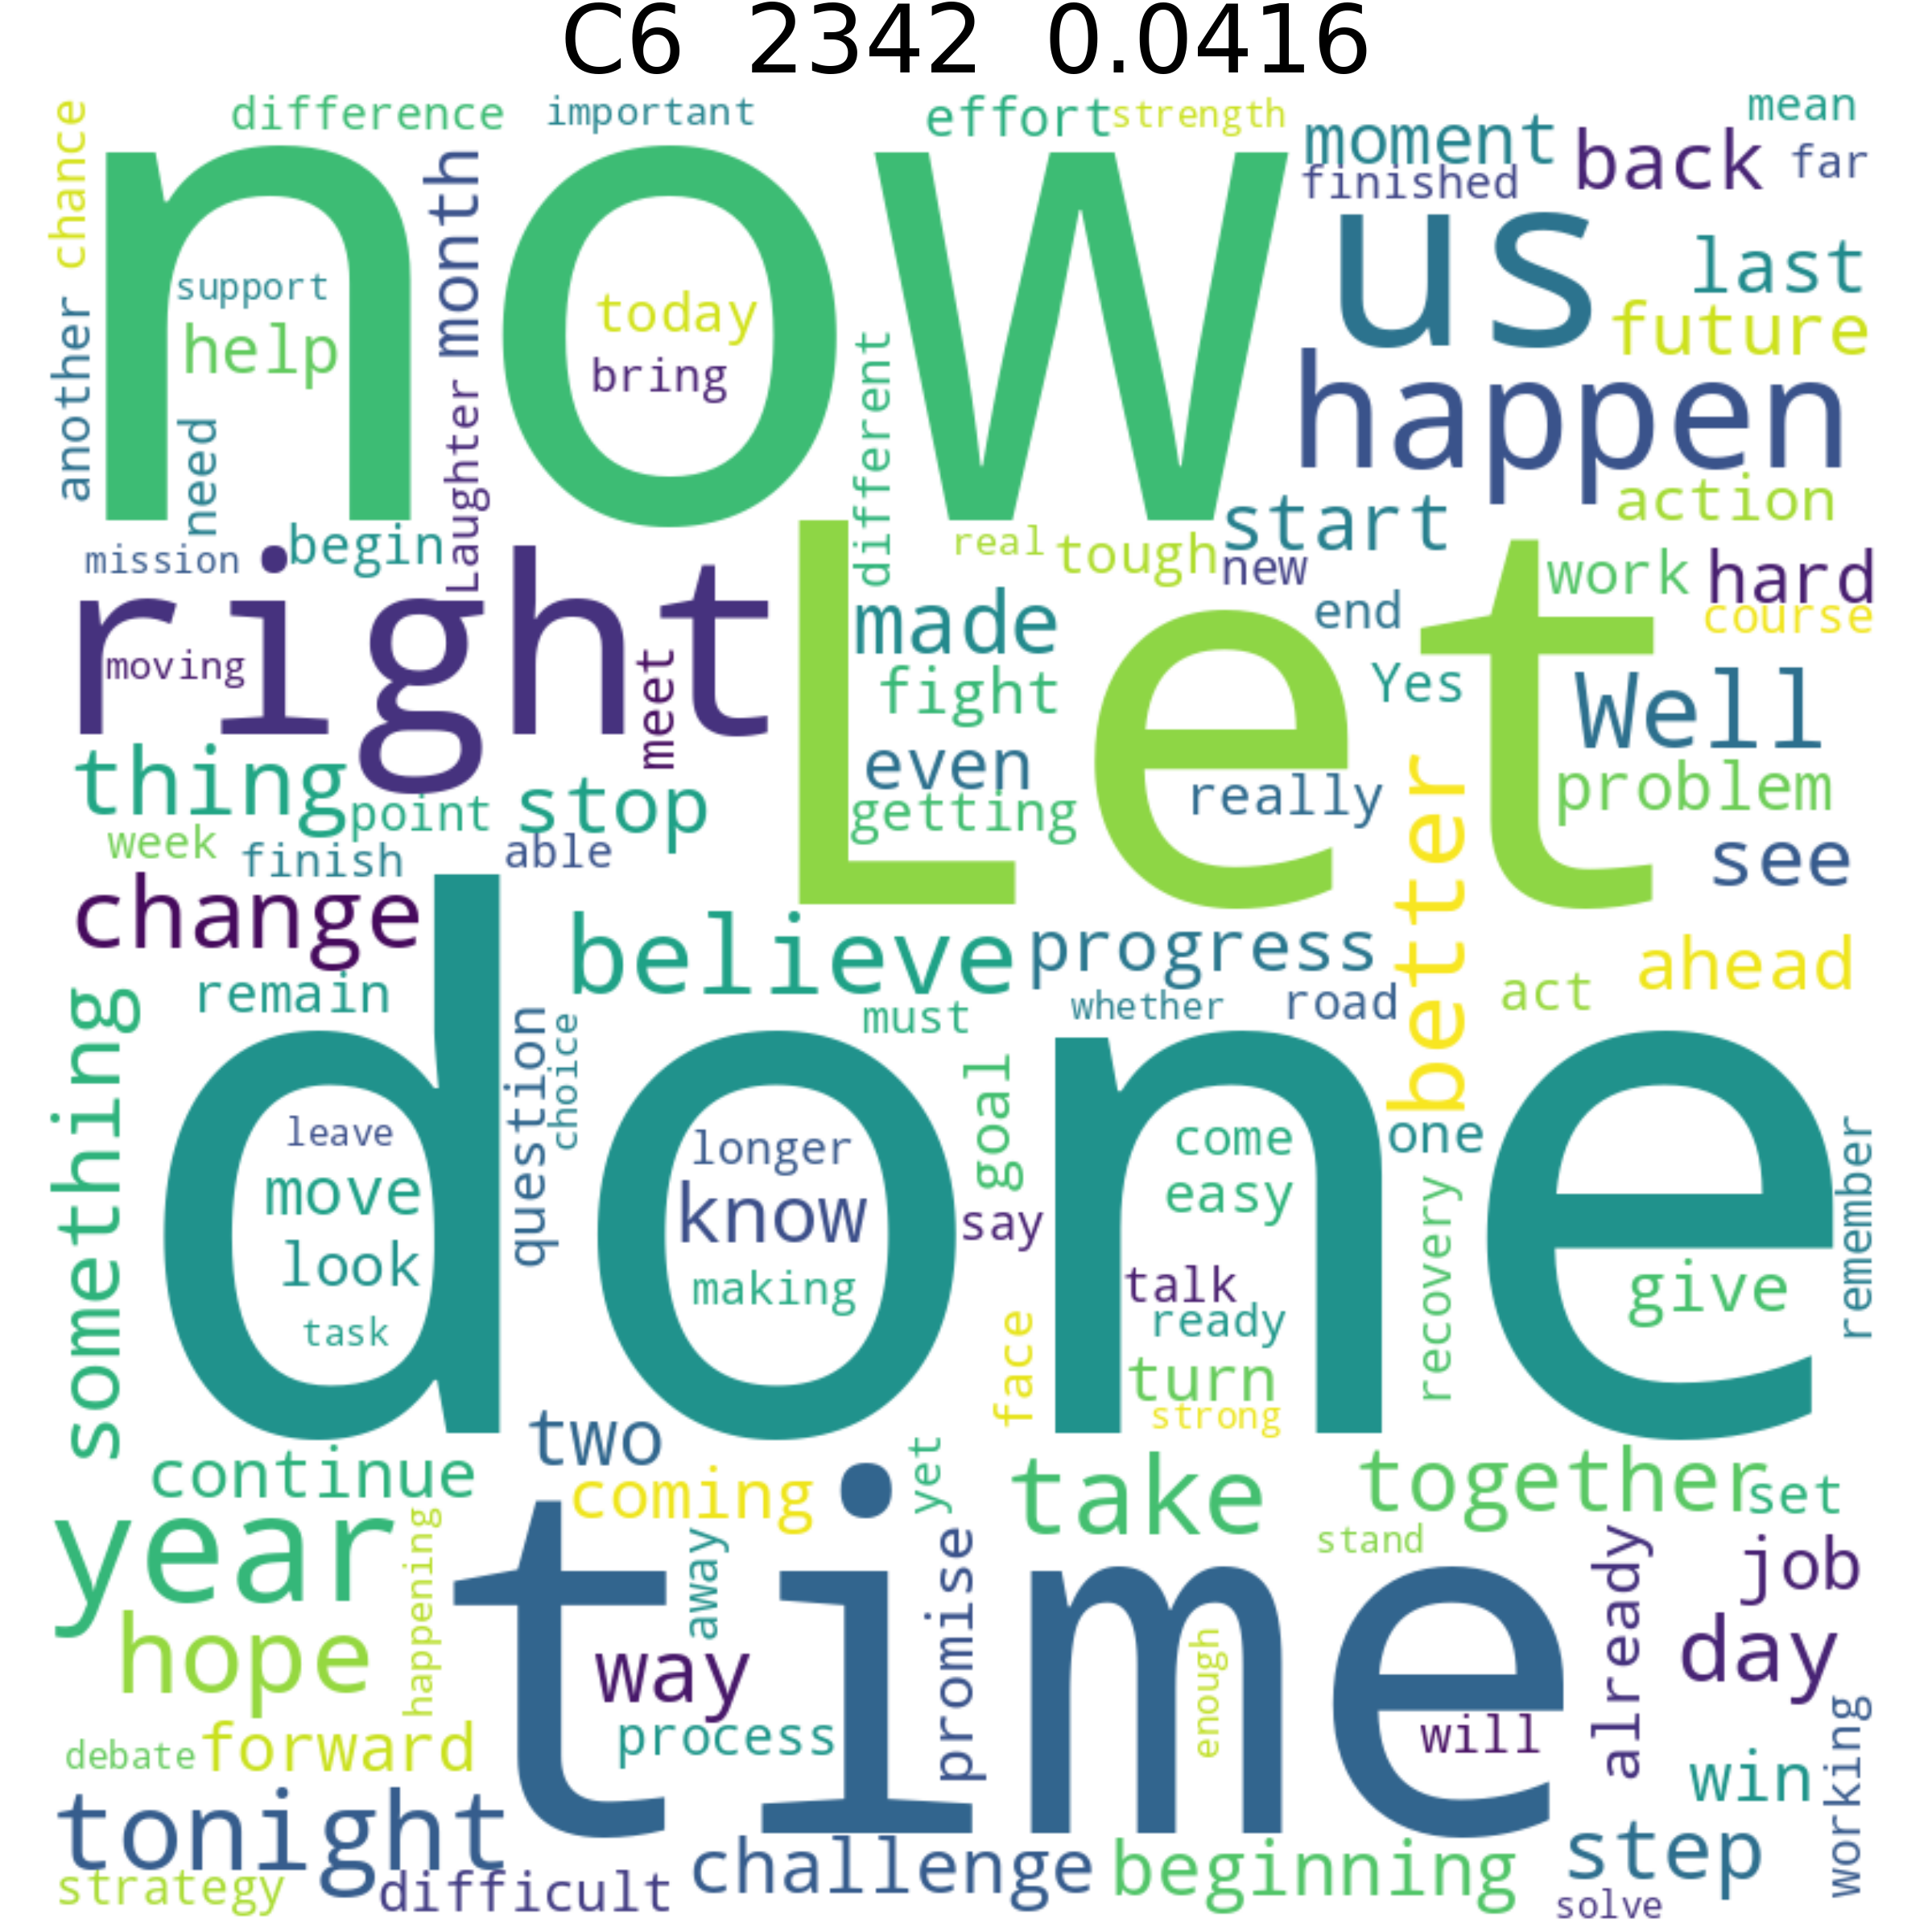 C6 2342 0.0416
difference important effort strength mean
chance now moment back far
finished
month us last
support
help today future
another bring different happen
need action
Laughter start
mission begin real tough new work hard
right made end course
moving meet Let
fight Yes Well
thing even really problem
point stop getting
week finish able better see
change believe progress ahead
remain must whether road act
something done
question choice goal one remember
leave longer come
move know say easy
look making talk recovery give
task ready
face turn
strong
two
continue coming yet take together set
year happening away promise stand already job
hope time
way enough day
debate forward process will win working
tonight
strategy difficult challenge beginning step
solve